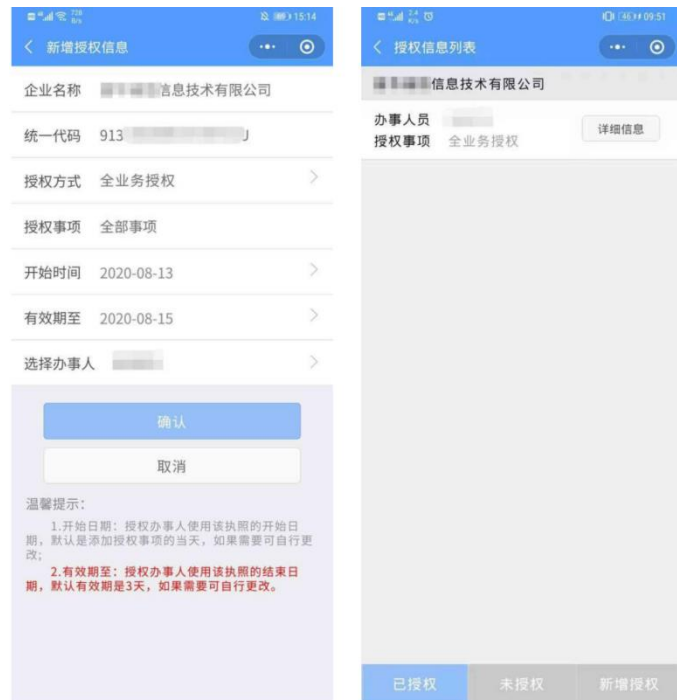 15:14
新增授权信息
企业名称 信息技术有限公司
统一代码 913 J
授权方式 全业务授权
授权事项 全部事项
开始时间 2020-08-13
有效期至 2020-08-15
选择办事人
确认
取消
温馨提示:
1.开始日期：授权办事人使用该执照的开始日
期，默认是添加授权事项的当天，如果需要可自行更
改;
2.有效期至：授权办事人使用该执照的结束日
期，默认有效期是3天，如果需要可自行更改。
09:51
授权信息列表
信息技术有限公司
办事人员
授权事项 全业务授权
详细信息
已授权 未授权 新增授权